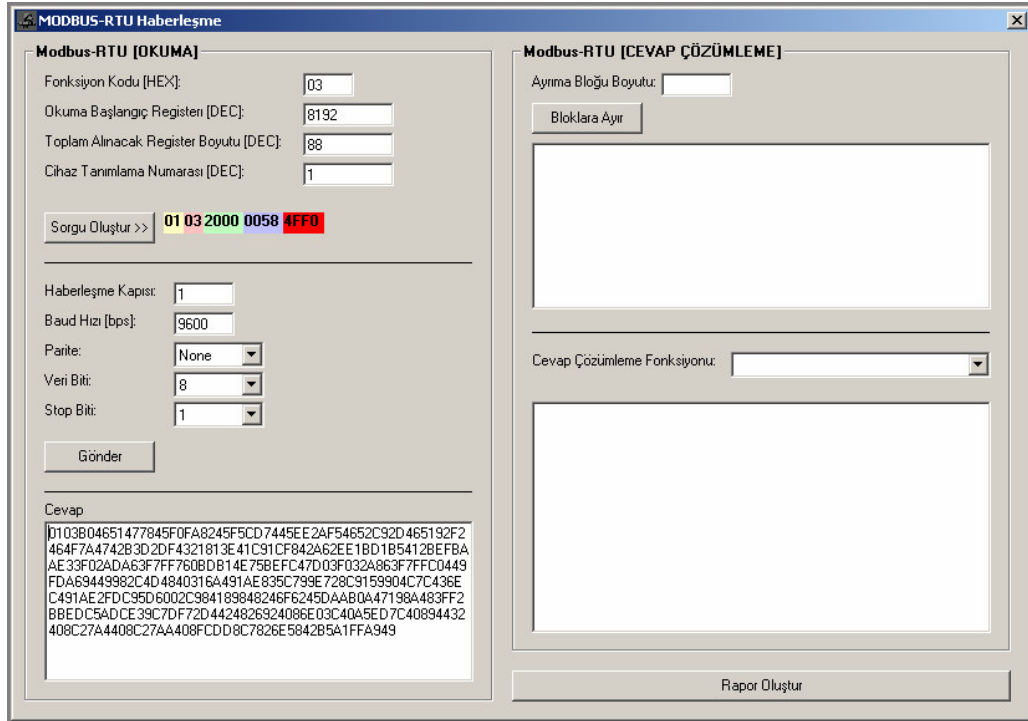 MODBUS-RTU Haberleşme
Modbus-RTU [OKUMA]
Fonksiyon Kodu [HEX]: 03
Okuma Başlangıç Registerı [DEC]: 8192
Toplam Alınacak Register Boyutu [DEC]: 88
Cihaz Tanımlama Numarası [DEC]: 1
Sorgu Oluştur >> 01 03 2000 0058 4FF0
Haberleşme Kapısı: 1
Baud Hızı [bps]: 9600
Parite: None
Veri Biti: 8
Stop Biti: 1
Gönder
Cevap
0103B04651477845F0FA8245F5CD7445EE2AF54652C92D465192F2
464F7A4742B3D2DF4321813E41C91CF842A62EE1BD1B5412BEFBA
AE33F02ADA63F7FF760BDB14E75BEFC47D03F032A863F7FFC0449
FDA69449982C4D4840316A491AE835C799E728C9159904C7C436E
C491AE2FDC95D6002C984189848246F6245DAAB0A47198A483FF2
BBEDC5ADCE39C7DF72D4424826924086E03C40A5ED7C40894432
408C27A4408C27AA408FCDD8C7826E5842B5A1FFA949
Modbus-RTU [CEVAP ÇÖZÜMLEME]
Ayrıma Bloğu Boyutu:
Bloklara Ayır
Cevap Çözümleme Fonksiyonu:
Rapor Oluştur